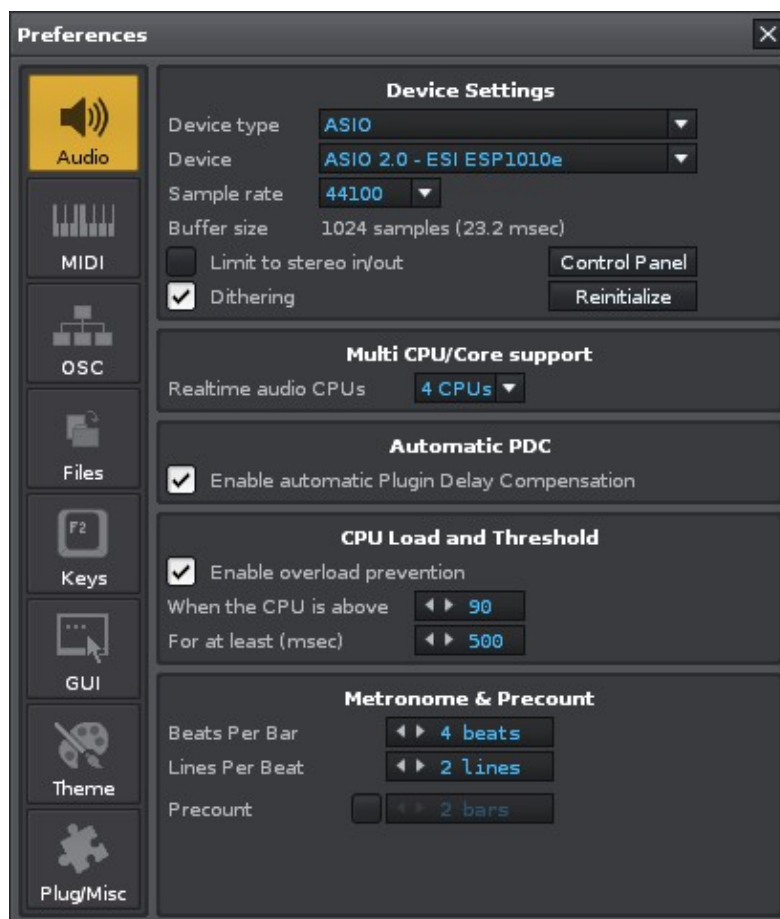 Preferences
Audio
MIDI
OSC
Files
F2
Keys
GUI
Theme
Plug/Misc
Device Settings
Device type ASIO
Device ASIO 2.0 - ESI ESP1010e
Sample rate 44100
Buffer size 1024 samples (23.2 msec)
Limit to stereo in/out Control Panel
Dithering Reinitialize
Multi CPU/Core support
Realtime audio CPUs 4 CPUs
Automatic PDC
Enable automatic Plugin Delay Compensation
CPU Load and Threshold
Enable overload prevention
When the CPU is above 90
For at least (msec) 500
Metronome & Precount
Beats Per Bar 4 beats
Lines Per Beat 2 lines
Precount 2 bars